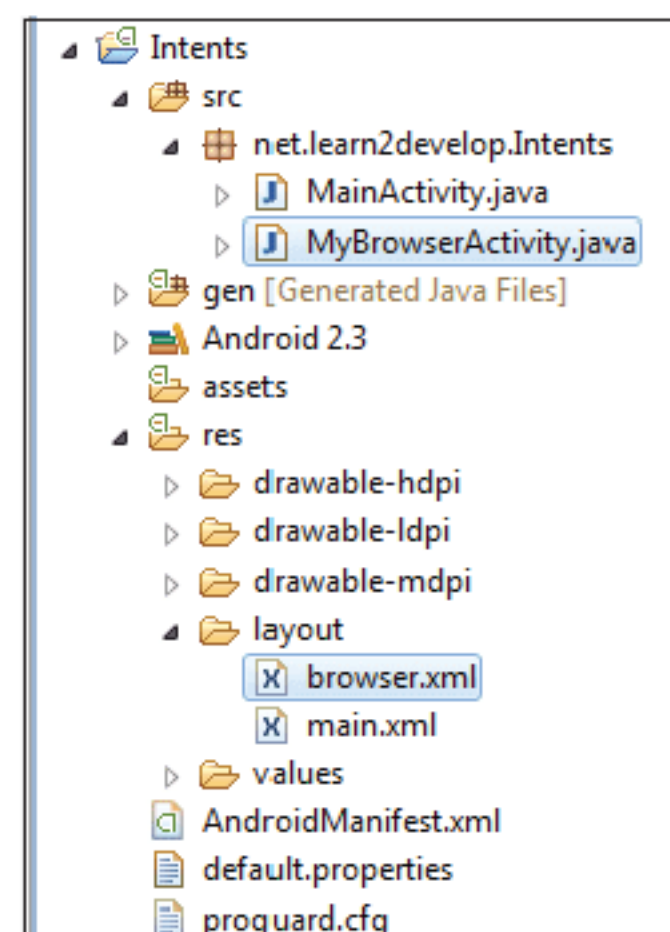 Intents
src
net.learn2develop.Intents
MainActivity.java
MyBrowserActivity.java
gen [Generated Java Files]
Android 2.3
assets
res
drawable-hdpi
drawable-ldpi
drawable-mdpi
layout
browser.xml
main.xml
values
AndroidManifest.xml
default.properties
proguard.cfg